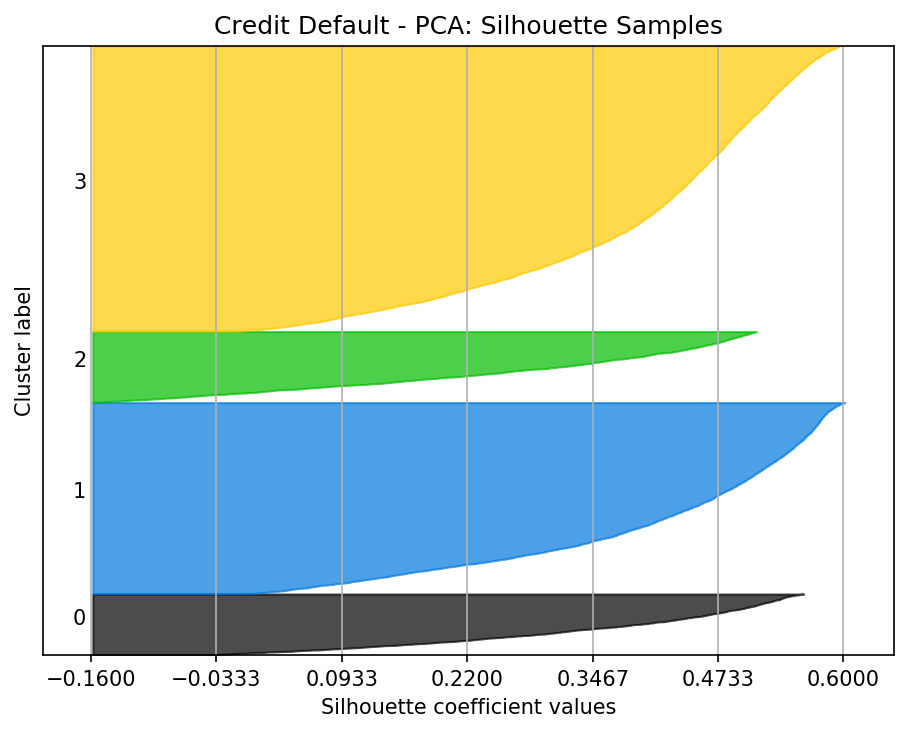 Credit Default - PCA: Silhouette Samples
Cluster label
3
2
1
0
−0.1600 −0.0333 0.0933 0.2200 0.3467 0.4733 0.6000
Silhouette coefficient values